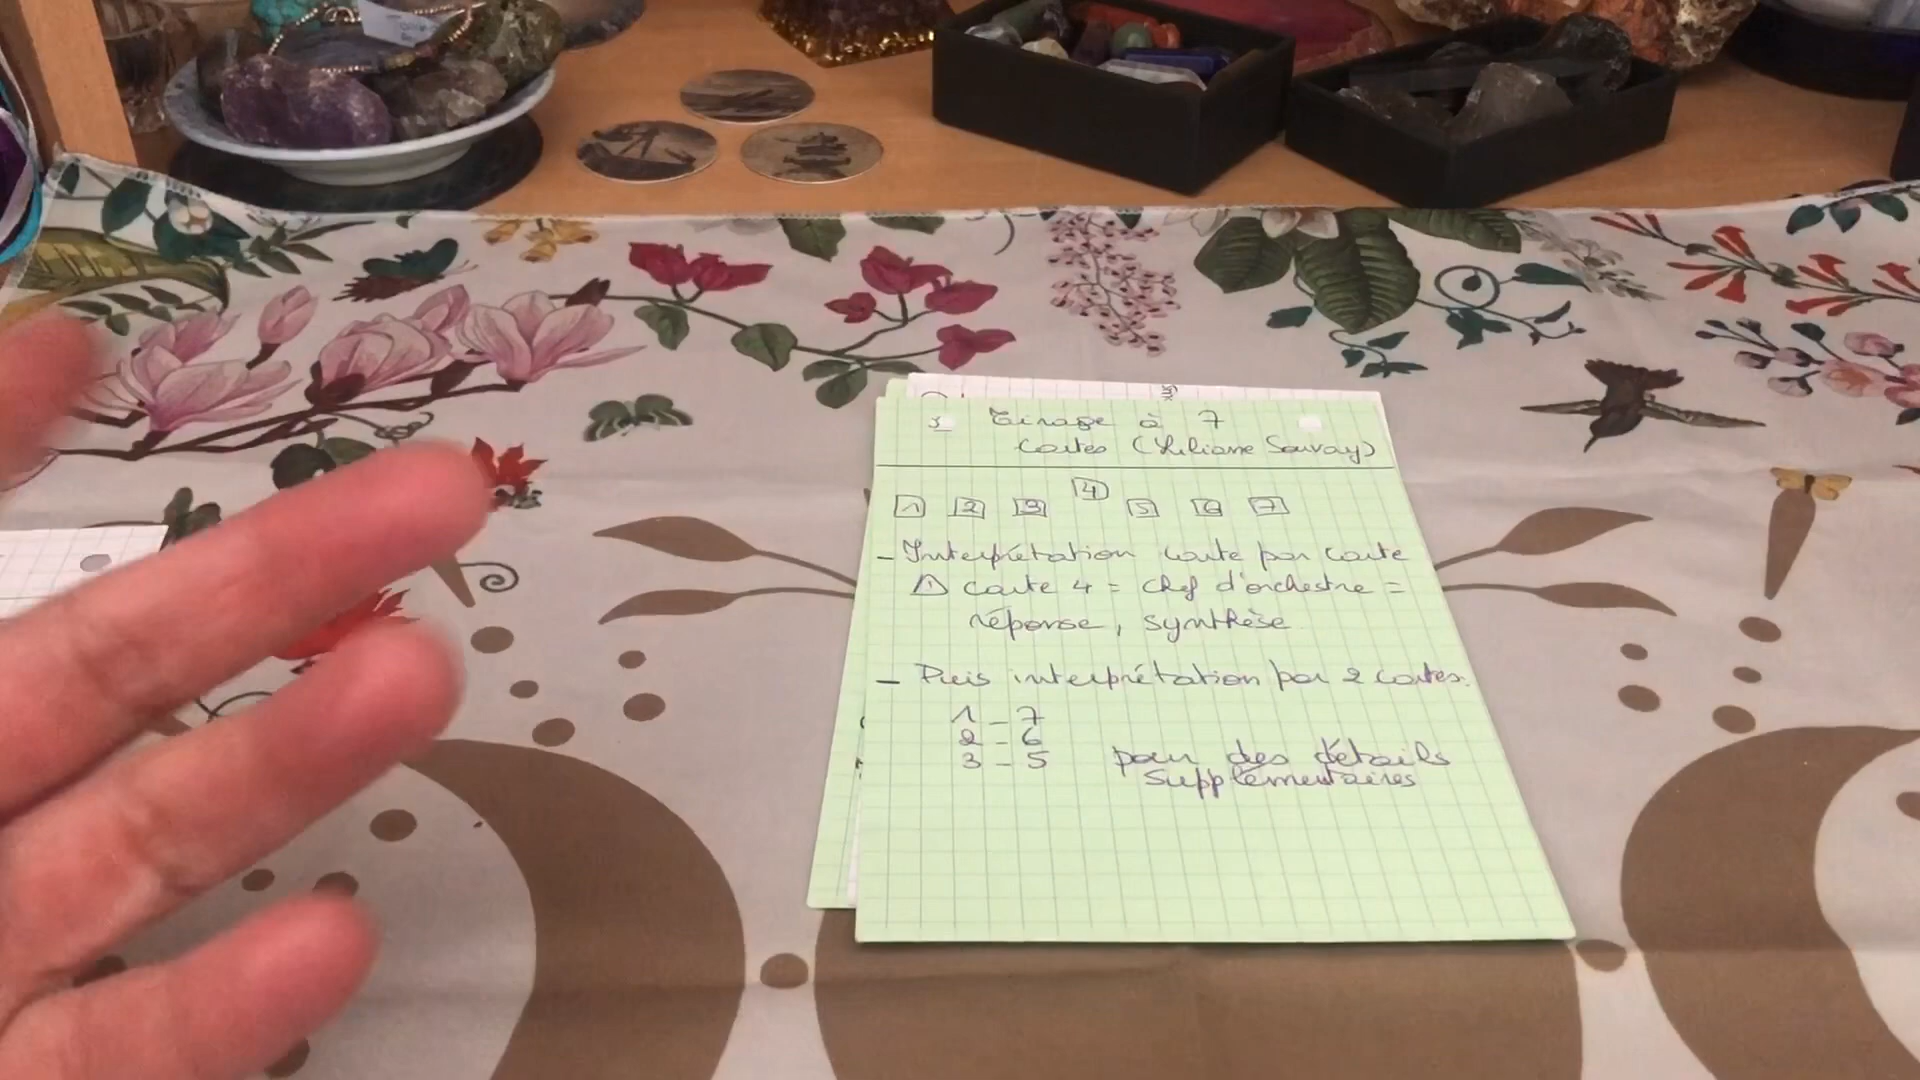 Tirage à 7
Cartes (Liliane Sauvay)
4
1 2 3 5 6 7
- Interprétation carte par carte
⚠ Carte 4 = chef d'orchestre =
réponse, synthèse.
- Puis interprétation par 2 cartes.
1 - 7
2 - 6
3 - 5 pour des détails
supplémentaires